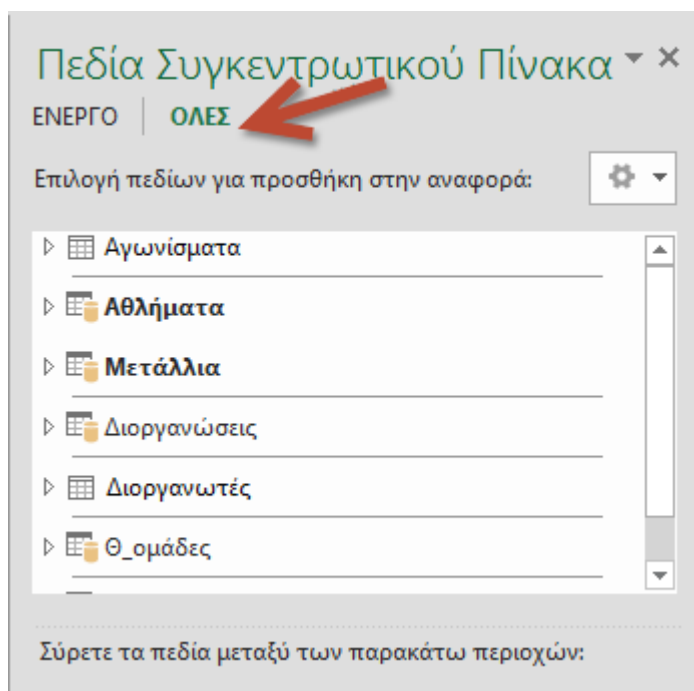 Πεδία Συγκεντρωτικού Πίνακα
ΕΝΕΡΓΟ ΟΛΕΣ
Επιλογή πεδίων για προσθήκη στην αναφορά:
Αγωνίσματα
Αθλήματα
Μετάλλια
Διοργανώσεις
Διοργανωτές
Θ_ομάδες
Σύρετε τα πεδία μεταξύ των παρακάτω περιοχών: